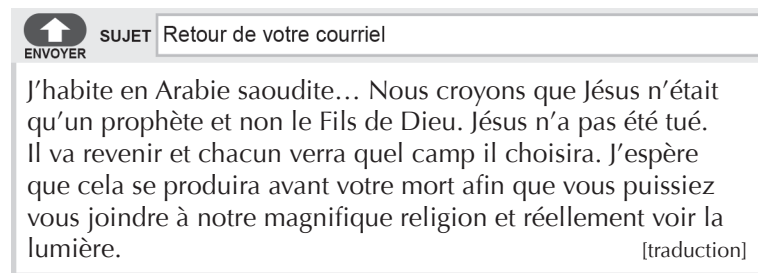 ENVOYER SUJET Retour de votre courriel
J’habite en Arabie saoudite… Nous croyons que Jésus n’était
qu’un prophète et non le Fils de Dieu. Jésus n’a pas été tué.
Il va revenir et chacun verra quel camp il choisira. J’espère
que cela se produira avant votre mort afin que vous puissiez
vous joindre à notre magnifique religion et réellement voir la
lumière. [traduction]